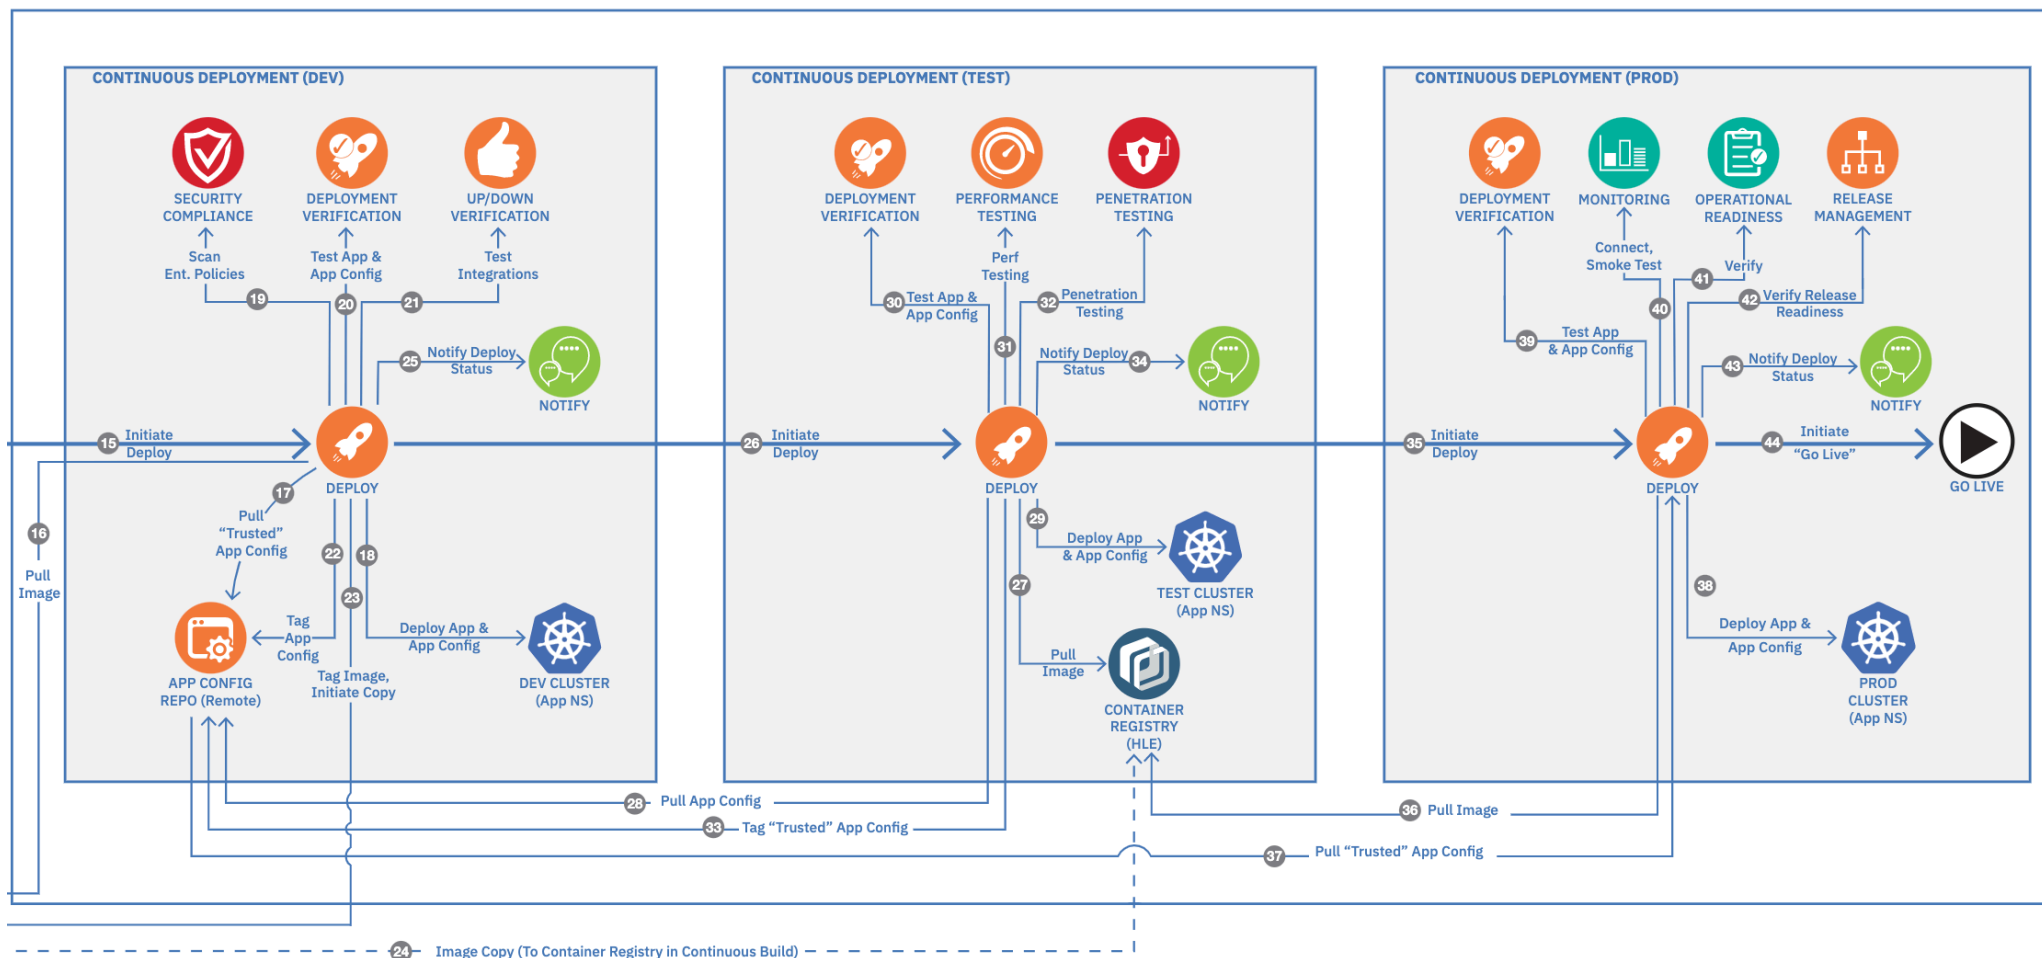 CONTINUOUS DEPLOYMENT (DEV)
SECURITY
COMPLIANCE
DEPLOYMENT
VERIFICATION
UP/DOWN
VERIFICATION
Scan
Ent. Policies
Test App &
App Config
Test
Integrations
19
20
21
25
Notify Deploy
Status
NOTIFY
15
Initiate
Deploy
DEPLOY
16
Pull
Image
17
Pull
“Trusted”
App Config
22
18
23
Tag
App
Config
Deploy App &
App Config
Tag Image,
Initiate Copy
APP CONFIG
REPO (Remote)
DEV CLUSTER
(App NS)
CONTINUOUS DEPLOYMENT (TEST)
DEPLOYMENT
VERIFICATION
PERFORMANCE
TESTING
PENETRATION
TESTING
Perf
Testing
30
Test App &
App Config
32
Penetration
Testing
31
Notify Deploy
Status
34
NOTIFY
26
Initiate
Deploy
DEPLOY
29
Deploy App
& App Config
27
TEST CLUSTER
(App NS)
Pull
Image
CONTAINER
REGISTRY
(HLE)
CONTINUOUS DEPLOYMENT (PROD)
DEPLOYMENT
VERIFICATION
MONITORING
OPERATIONAL
READINESS
RELEASE
MANAGEMENT
Connect,
Smoke Test
41
Verify
40
42
Verify Release
Readiness
39
Test App
& App Config
43
Notify Deploy
Status
NOTIFY
35
Initiate
Deploy
DEPLOY
44
Initiate
“Go Live”
GO LIVE
38
Deploy App &
App Config
PROD
CLUSTER
(App NS)
28
Pull App Config
33
Tag “Trusted” App Config
36
Pull Image
37
Pull “Trusted” App Config
24
Image Copy (To Container Registry in Continuous Build)